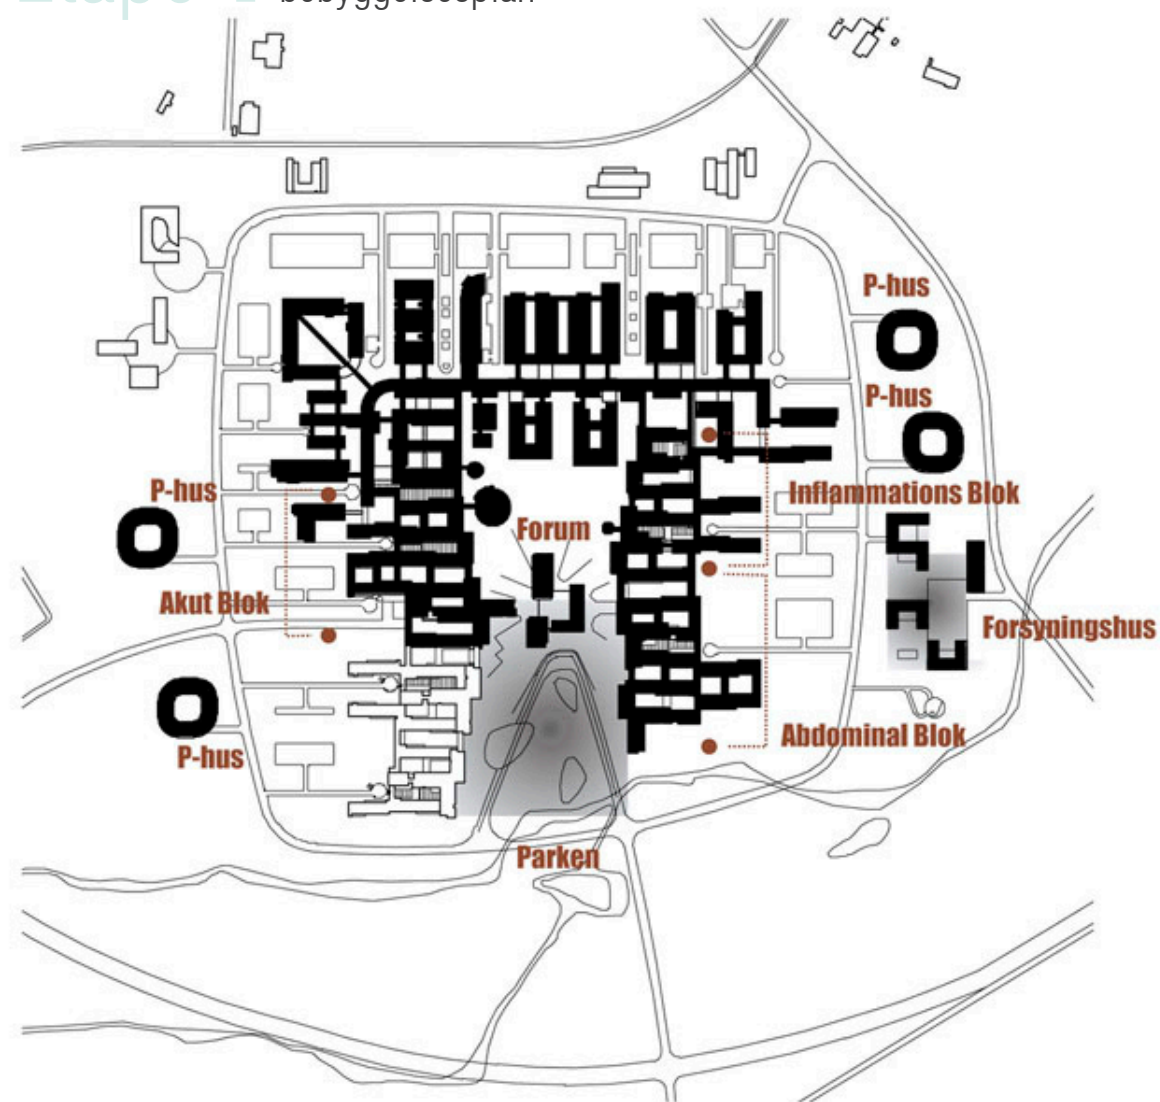 bebyggelsesplan
P-hus
P-hus
P-hus
Inflammations Blok
Forum
Akut Blok
Forsyningshus
Abdominal Blok
P-hus
Parken